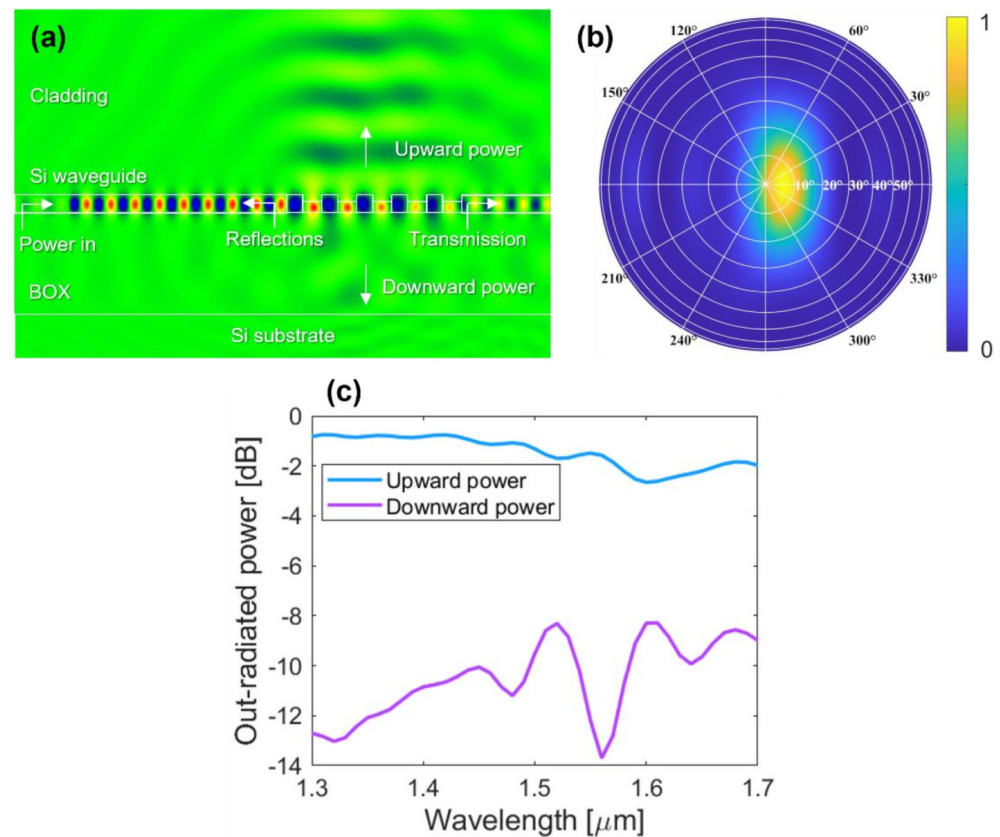 (a)
Cladding
Upward power
Si waveguide
Power in
Reflections
Transmission
BOX
Downward power
Si substrate
(b)
120°
60°
150°
30°
10° 20° 30° 40° 50°
210°
330°
240°
300°
1
0
(c)
0
-2
-4
-6
-8
-10
-12
-14
Out-radiated power [dB]
Upward power
Downward power
1.3 1.4 1.5 1.6 1.7
Wavelength [μm]